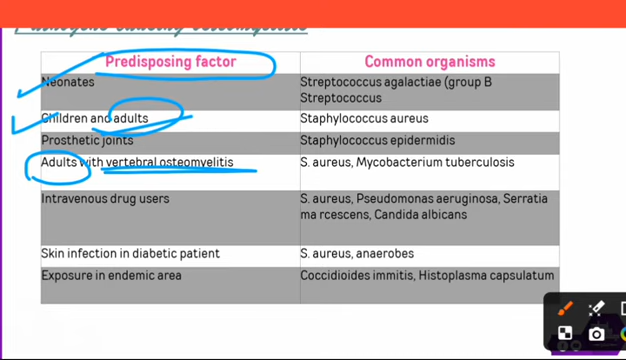 Predisposing factor Common organisms
Neonates Streptococcus agalactiae (group B
Streptococcus
Children and adults Staphylococcus aureus
Prosthetic joints Staphylococcus epidermidis
Adults with vertebral osteomyelitis S. aureus, Mycobacterium tuberculosis
Intravenous drug users S. aureus, Pseudomonas aeruginosa, Serratia
ma rcescens, Candida albicans
Skin infection in diabetic patient S. aureus, anaerobes
Exposure in endemic area Coccidioides immitis, Histoplasma capsulatum